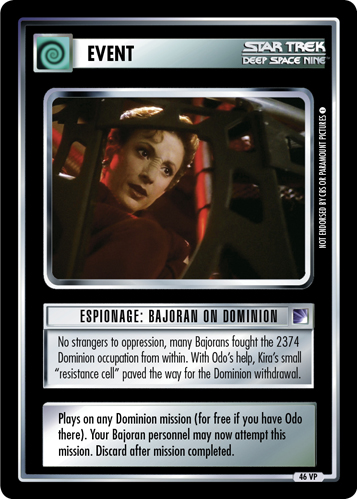 EVENT
STAR TREK
DEEP SPACE NINE
NOT ENDORSED BY CBS OR PARAMOUNT PICTURES
ESPIONAGE: BAJORAN ON DOMINION
No strangers to oppression, many Bajorans fought the 2374
Dominion occupation from within. With Odo's help, Kira's small
"resistance cell" paved the way for the Dominion withdrawal.
Plays on any Dominion mission (for free if you have Odo
there). Your Bajoran personnel may now attempt this
mission. Discard after mission completed.
46 VP